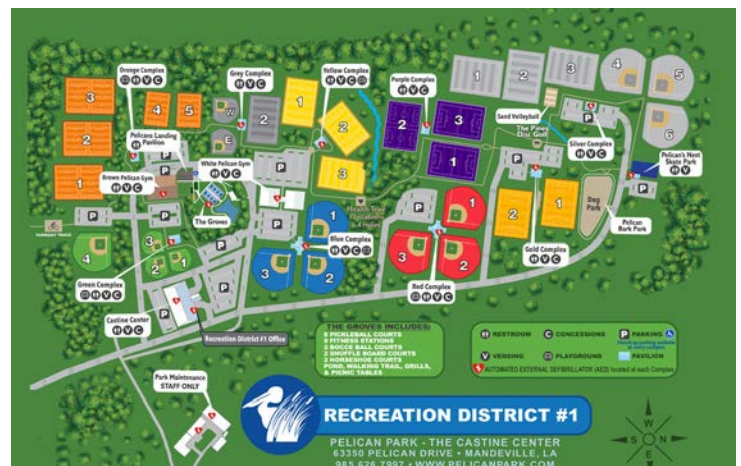 Orange Complex
Grey Complex
Yellow Complex
Purple Complex
Pelicans Landing
Pavilion
White Pelican Gym
Brown Pelican Gym
The Groves
Sand Volleyball
The Pines
Disc Golf
Silver Complex
Pelican's Nest
Skate Park
Dog
Park
Pelican
Bark Park
Gold Complex
Health Trail
Blue Complex
Red Complex
Green Complex
Castine Center
Recreation District #1 Office
Park Maintenance
STAFF ONLY
THE GROVES INCLUDES:
8 PICKLEBALL COURTS
8 FITNESS STATIONS
2 BOCCE BALL COURTS
2 SHUFFLE BOARD COURTS
2 HORSESHOE COURTS
POND, WALKING TRAIL, GRILLS,
& PICNIC TABLES
RESTROOM
CONCESSIONS
PARKING
VENDING
PLAYGROUND
PAVILION
AUTOMATED EXTERNAL DEFIBRILLATOR (AED) located at each Complex
RECREATION DISTRICT #1
PELICAN PARK - THE CASTINE CENTER
63350 PELICAN DRIVE • MANDEVILLE, LA
985.626.7997 • WWW.PELICANPARK.COM
W
S N
E